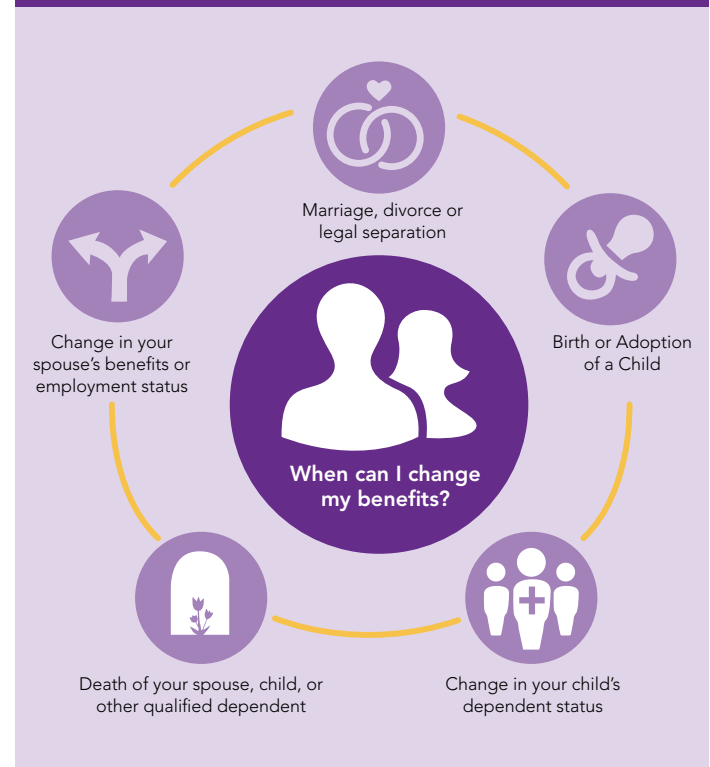 Marriage, divorce or
legal separation
Birth or Adoption
of a Child
Change in your child's
dependent status
Death of your spouse, child, or
other qualified dependent
Change in your
spouse's benefits or
employment status
When can I change
my benefits?